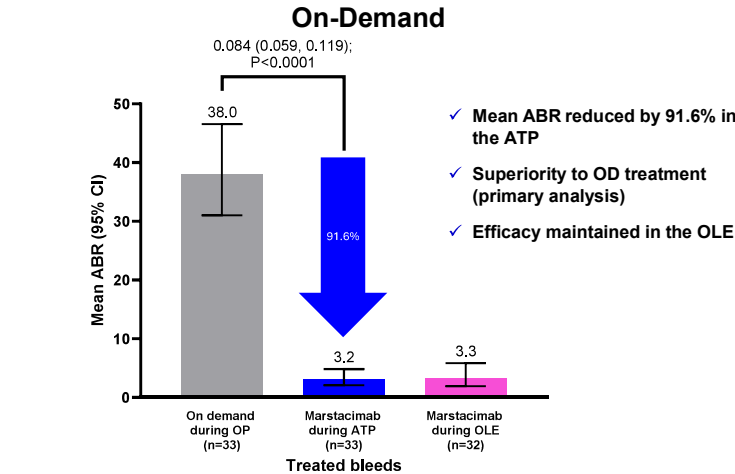 On-Demand
0.084 (0.059, 0.119);
P<0.0001
50
40
30
20
10
0
Mean ABR (95% CI)
38.0
91.6%
3.2
3.3
On demand
during OP
(n=33)
Marstacimab
during ATP
(n=33)
Marstacimab
during OLE
(n=32)
Treated bleeds
✓ Mean ABR reduced by 91.6% in
the ATP
✓ Superiority to OD treatment
(primary analysis)
✓ Efficacy maintained in the OLE